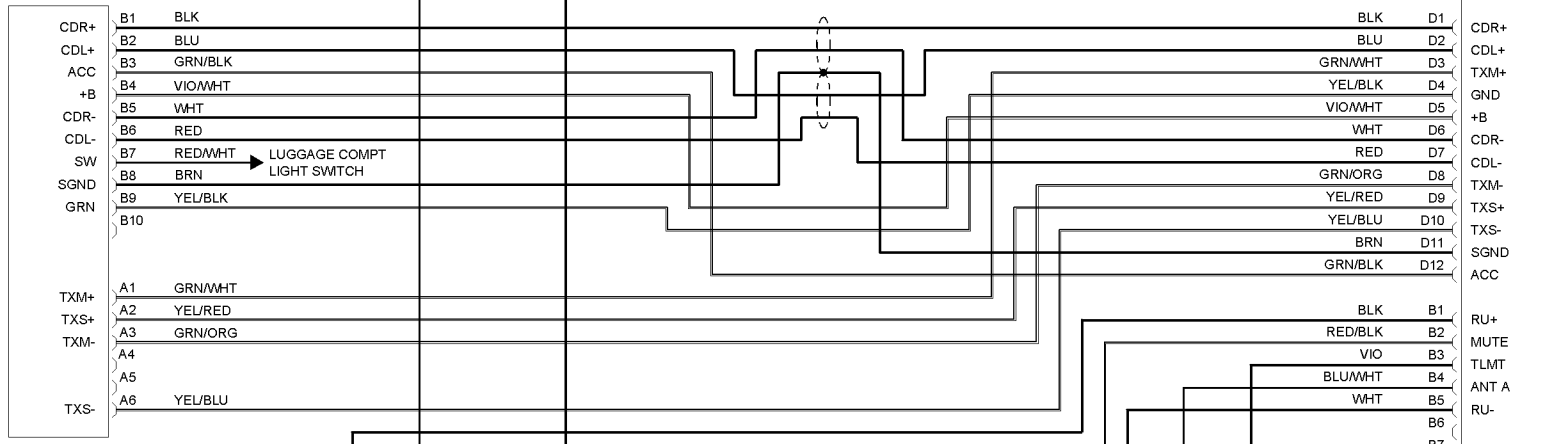 CDR+ B1 BLK BLK D1 CDR+
CDL+ B2 BLU BLU D2 CDL+
ACC B3 GRN/BLK GRN/WHT D3 TXM+
+B B4 VIO/WHT YEL/BLK D4 GND
CDR- B5 WHT VIO/WHT D5 +B
CDL- B6 RED WHT D6 CDR-
SW B7 RED/WHT LUGGAGE COMPT RED D7 CDL-
LIGHT SWITCH
SGND B8 BRN GRN/ORG D8 TXM-
GRN B9 YEL/BLK YEL/RED D9 TXS+
B10 YEL/BLU D10 TXS-
BRN D11 SGND
GRN/BLK D12 ACC
TXM+ A1 GRN/WHT
TXS+ A2 YEL/RED BLK B1 RU+
TXM- A3 GRN/ORG RED/BLK B2 MUTE
A4 VIO B3 TLMT
A5 BLU/WHT B4 ANT A
TXS- A6 YEL/BLU WHT B5 RU-
B6